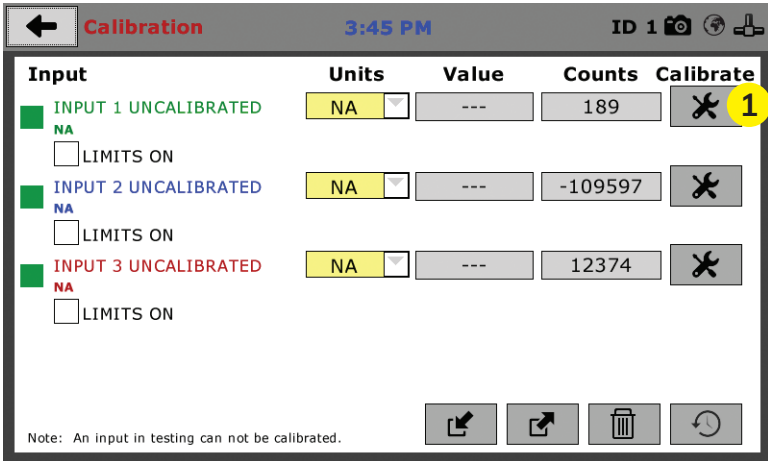 Calibration 3:45 PM ID 1
Input Units Value Counts Calibrate
INPUT 1 UNCALIBRATED NA --- 189 1
NA
LIMITS ON
INPUT 2 UNCALIBRATED NA --- -109597
NA
LIMITS ON
INPUT 3 UNCALIBRATED NA --- 12374
NA
LIMITS ON
Note: An input in testing can not be calibrated.